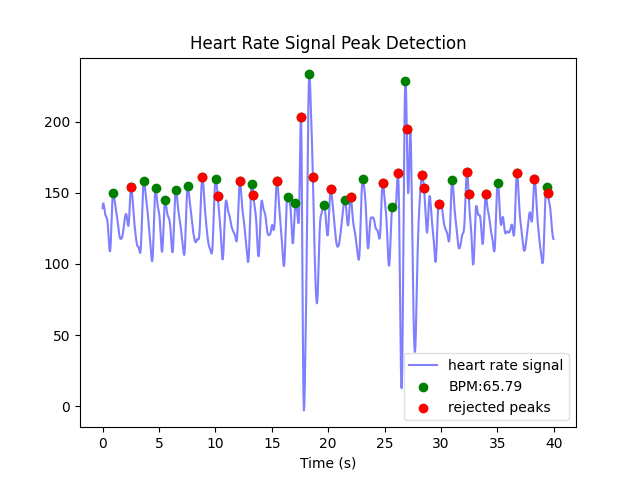 Heart Rate Signal Peak Detection
200
150
100
50
0
heart rate signal
BPM:65.79
rejected peaks
0 5 10 15 20 25 30 35 40
Time (s)